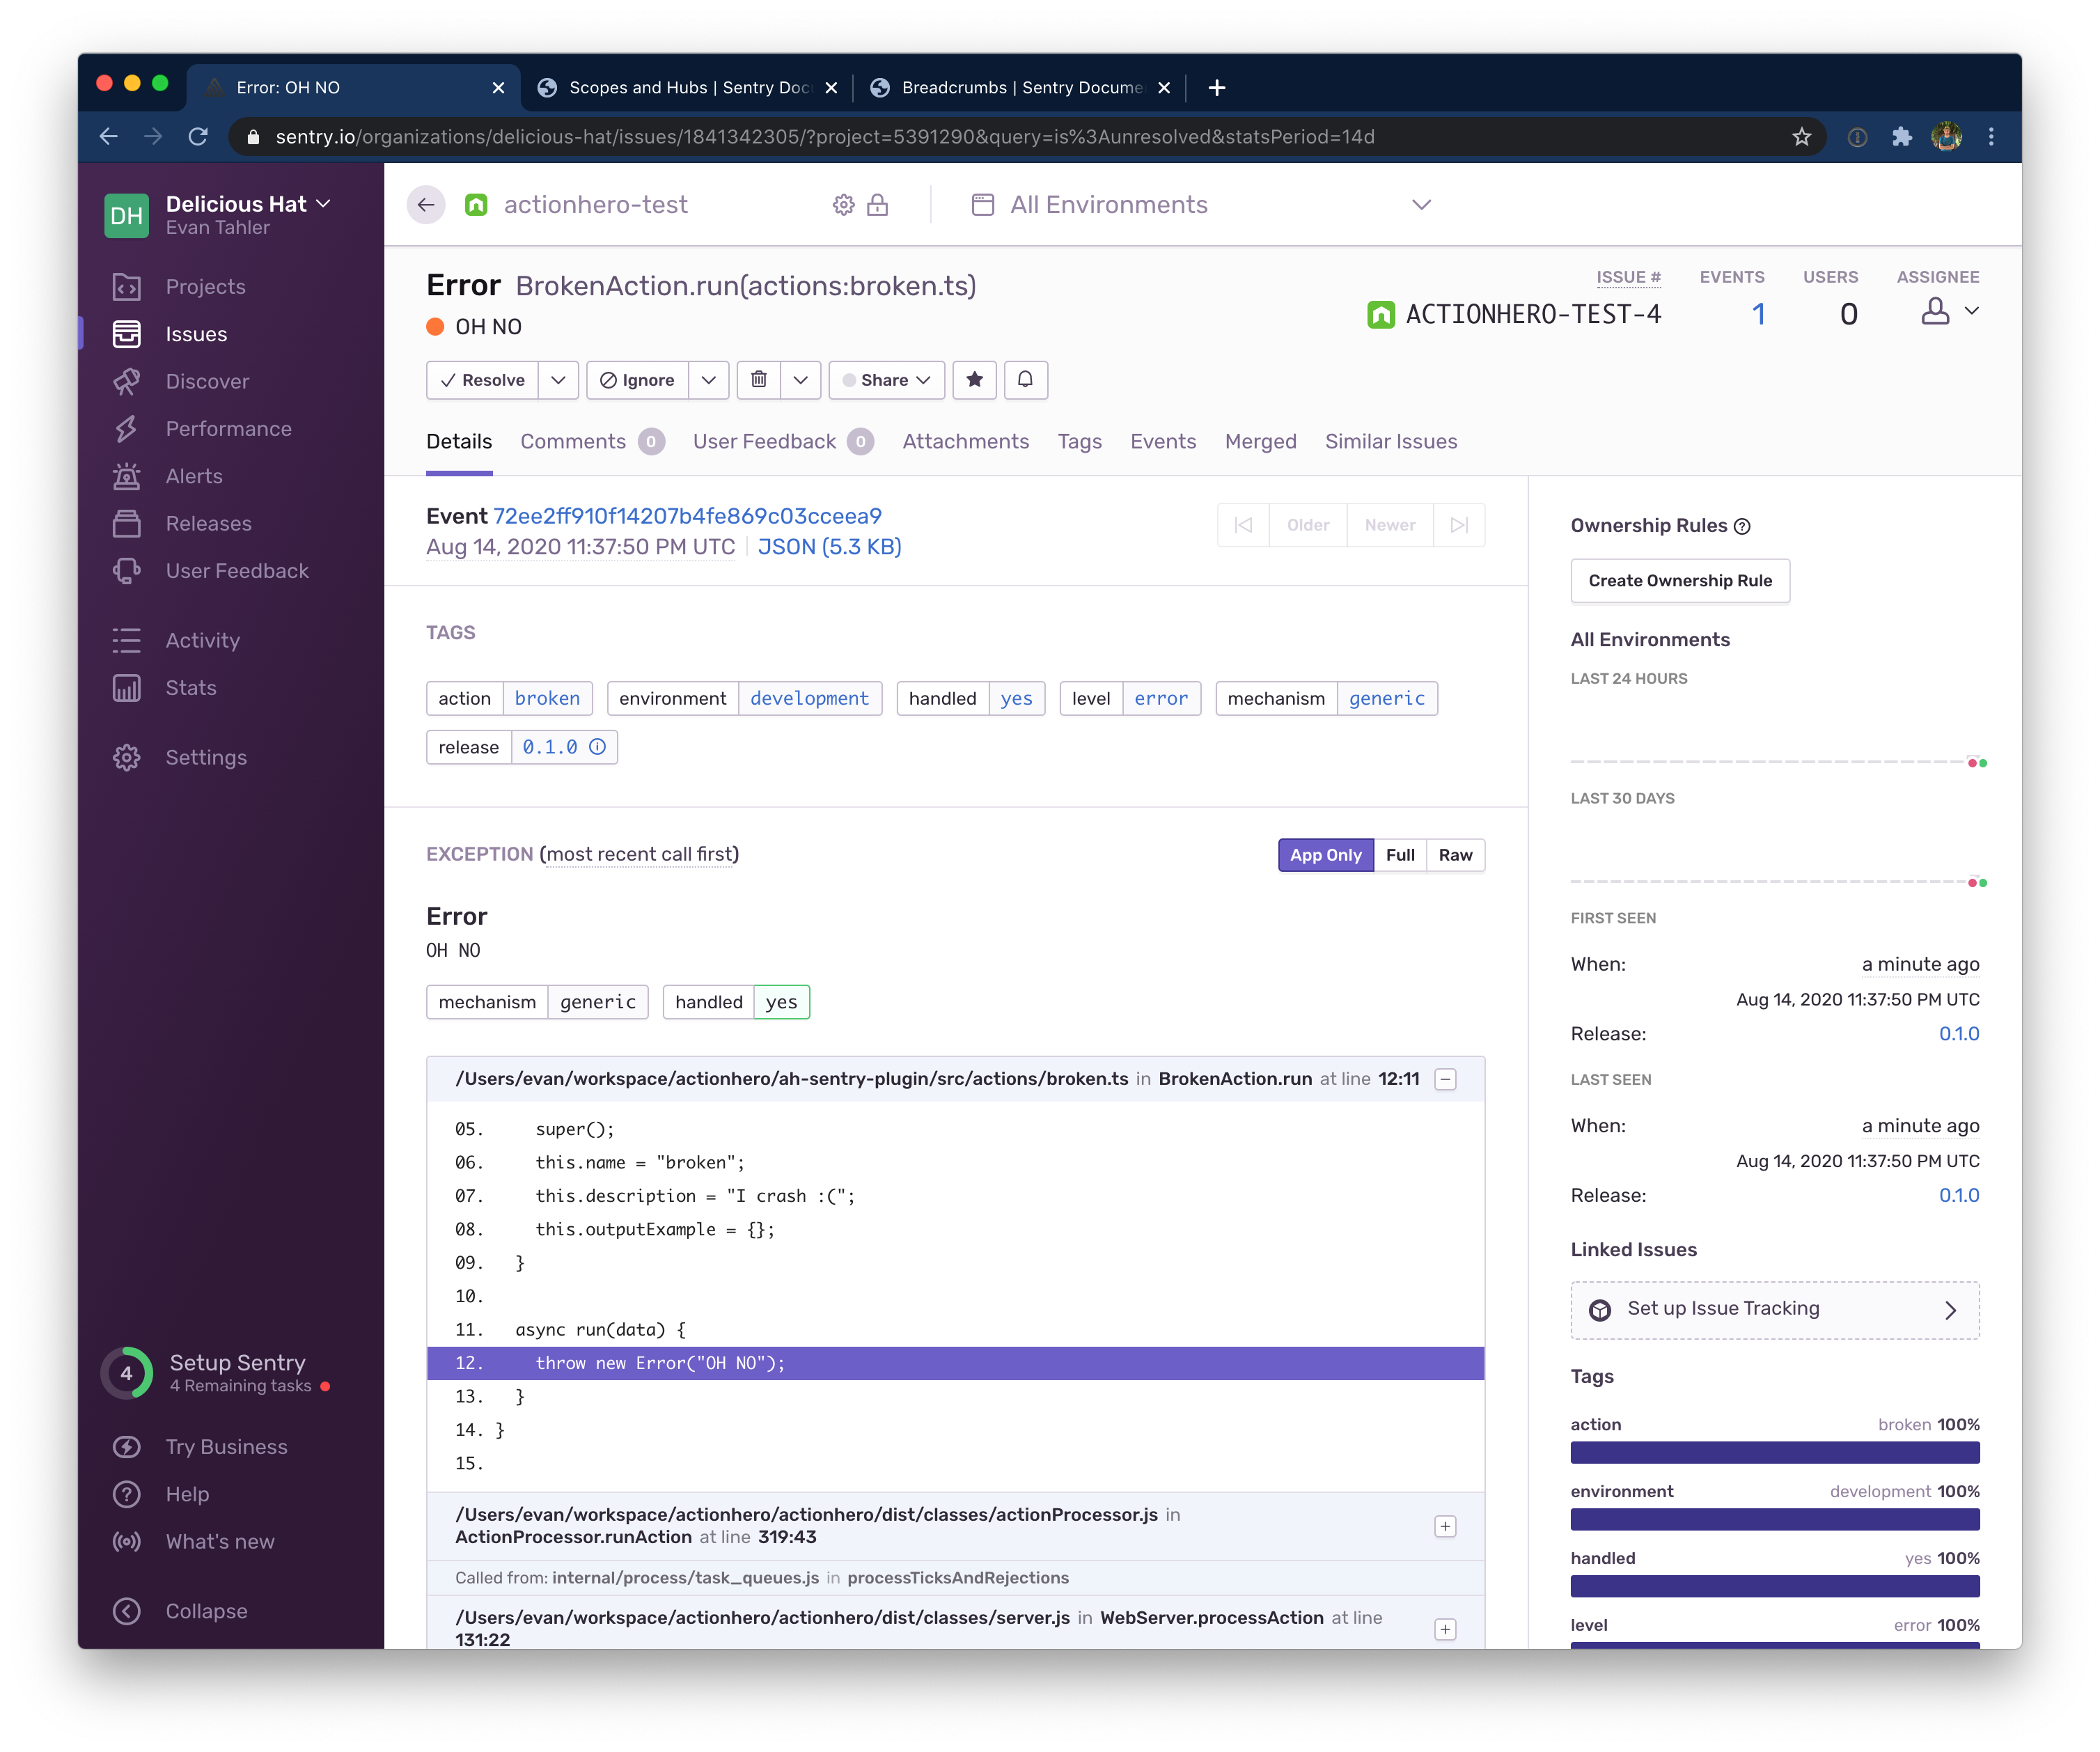 Error: OH NO
Scopes and Hubs | Sentry Doc
Breadcrumbs | Sentry Docume
sentry.io/organizations/delicious-hat/issues/1841342305/?project=5391290&query=is%3Aunresolved&statsPeriod=14d
DH
Delicious Hat
Evan Tahler
Projects
Issues
Discover
Performance
Alerts
Releases
User Feedback
Activity
Stats
Settings
4
Setup Sentry
4 Remaining tasks
Try Business
Help
What's new
Collapse
actionhero-test
All Environments
Error BrokenAction.run(actions:broken.ts)
OH NO
ISSUE # EVENTS USERS ASSIGNEE
ACTIONHERO-TEST-4 1 0
Resolve Ignore Share
Details Comments 0 User Feedback 0 Attachments Tags Events Merged Similar Issues
Event 72ee2ff910f14207b4fe869c03cceea9
Aug 14, 2020 11:37:50 PM UTC JSON (5.3 KB)
Older Newer
TAGS
action broken environment development handled yes level error mechanism generic
release 0.1.0
EXCEPTION (most recent call first)
App Only Full Raw
Error
OH NO
mechanism generic handled yes
/Users/evan/workspace/actionhero/ah-sentry-plugin/src/actions/broken.ts in BrokenAction.run at line 12:11
05. super();
06. this.name = "broken";
07. this.description = "I crash :(";
08. this.outputExample = {};
09. }
10.
11. async run(data) {
12. throw new Error("OH NO");
13. }
14. }
15.
/Users/evan/workspace/actionhero/actionhero/dist/classes/actionProcessor.js in
ActionProcessor.runAction at line 319:43
Called from: internal/process/task_queues.js in processTicksAndRejections
/Users/evan/workspace/actionhero/actionhero/dist/classes/server.js in WebServer.processAction at line
131:22
Ownership Rules
Create Ownership Rule
All Environments
LAST 24 HOURS
LAST 30 DAYS
FIRST SEEN
When: a minute ago
Aug 14, 2020 11:37:50 PM UTC
Release: 0.1.0
LAST SEEN
When: a minute ago
Aug 14, 2020 11:37:50 PM UTC
Release: 0.1.0
Linked Issues
Set up Issue Tracking
Tags
action broken 100%
environment development 100%
handled yes 100%
level error 100%